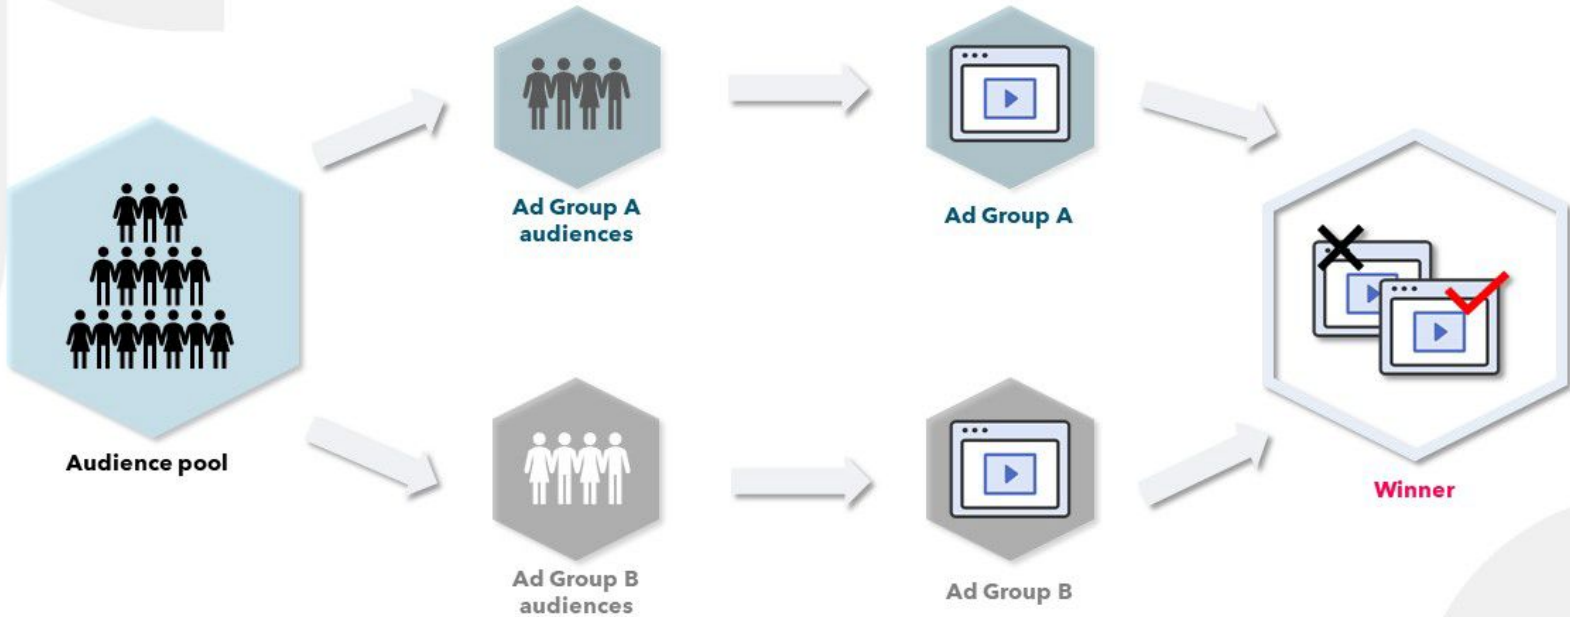 Ad Group A
audiences
Ad Group A
Audience pool
Winner
Ad Group B
audiences
Ad Group B